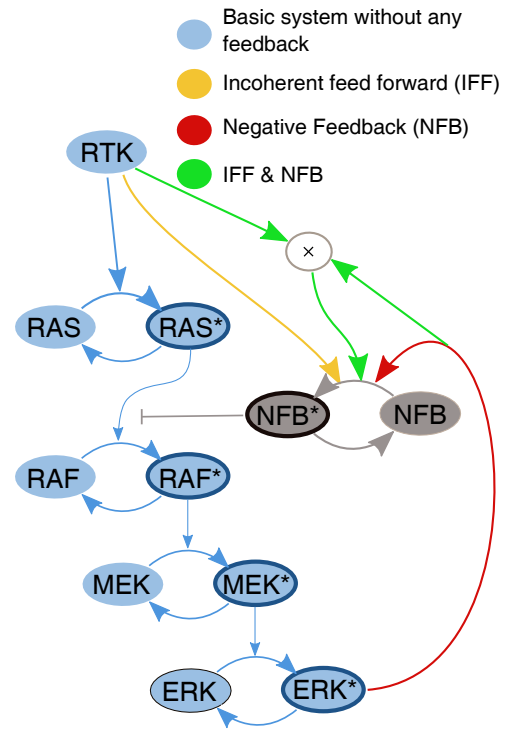 Basic system without any
feedback
Incoherent feed forward (IFF)
Negative Feedback (NFB)
IFF & NFB
RTK
×
RAS
RAS*
NFB*
NFB
RAF
RAF*
MEK
MEK*
ERK
ERK*